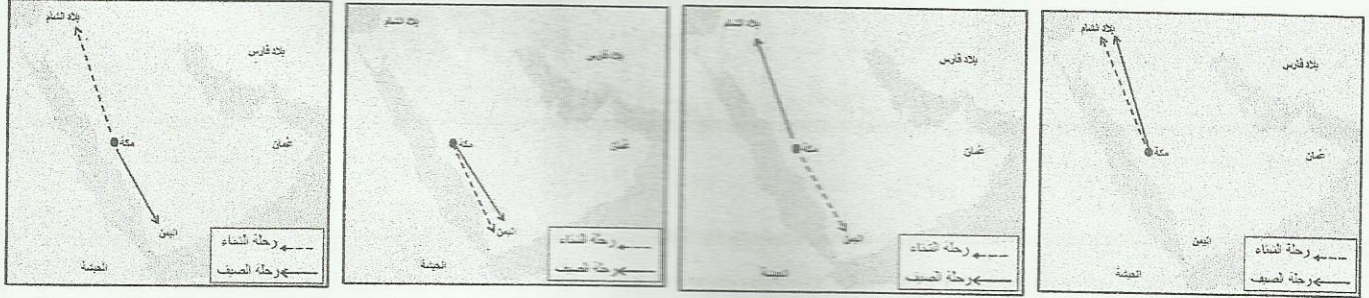 بلاد الشام
بلاد فارس
مكة
عُمان
اليمن
الحبشة
رحلة الشتاء
رحلة الصيف
بلاد الشام
بلاد فارس
مكة
عمان
اليمن
الحبشة
رحلة الشتاء
رحلة الصيف
بلاد الشام
بلاد فارس
مكة
عُمان
اليمن
الحبشة
رحلة الشتاء
رحلة الصيف
بلاد الشام
بلاد فارس
مكة
عُمان
اليمن
الحبشة
رحلة الشتاء
رحلة الصيف